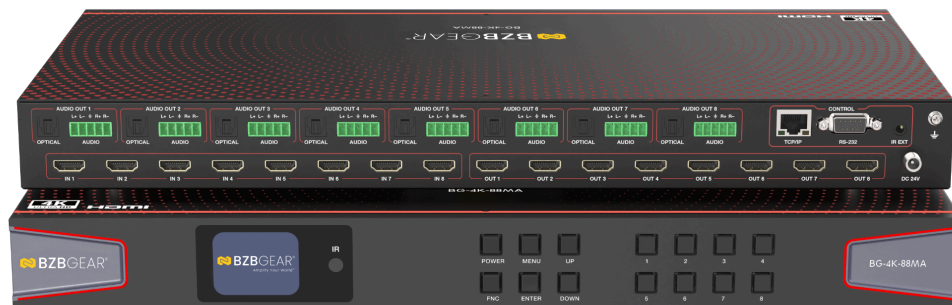 4K
HDMI
BZBGEAR
BG-4K-88MA
AUDIO OUT 1 AUDIO OUT 2 AUDIO OUT 3 AUDIO OUT 4 AUDIO OUT 5 AUDIO OUT 6 AUDIO OUT 7 AUDIO OUT 8 CONTROL
L+ L- R+ R- L+ L- R+ R- L+ L- R+ R- L+ L- R+ R- L+ L- R+ R- L+ L- R+ R- L+ L- R+ R- L+ L- R+ R-
OPTICAL AUDIO OPTICAL AUDIO OPTICAL AUDIO OPTICAL AUDIO OPTICAL AUDIO OPTICAL AUDIO OPTICAL AUDIO OPTICAL AUDIO TCP/IP RS-232 IR EXT
IN 1 IN 2 IN 3 IN 4 IN 5 IN 6 IN 7 IN 8 OUT 1 OUT 2 OUT 3 OUT 4 OUT 5 OUT 6 OUT 7 OUT 8 DC 24V
BG-4K-88MA
4K HDMI
BZBGEAR®
BZBGEAR®
amplify your world™
IR
POWER MENU UP 1 2 3 4
FNC ENTER DOWN 5 6 7 8
BG-4K-88MA